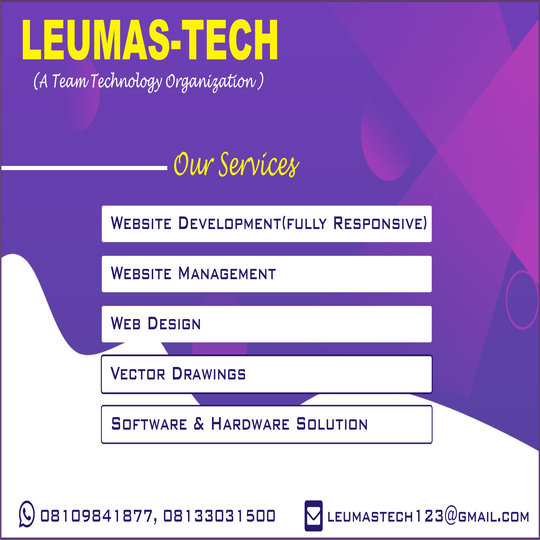 LEUMAS-TECH
(A Team Technology Organization)
Our Services
Website Development(fully Responsive)
Website Management
Web Design
Vector Drawings
Software & Hardware Solution
08109841877, 08133031500
leumastech123@gmail.com